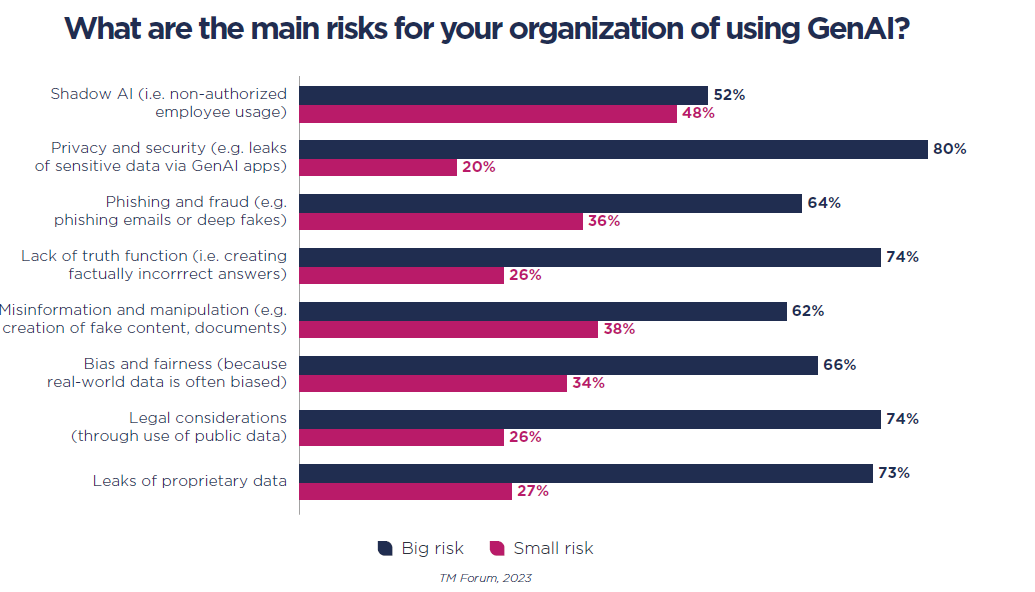 What are the main risks for your organization of using GenAI?
Shadow AI (i.e. non-authorized
employee usage)
52%
48%
Privacy and security (e.g. leaks
of sensitive data via GenAI apps)
80%
20%
Phishing and fraud (e.g.
phishing emails or deep fakes)
64%
36%
Lack of truth function (i.e. creating
factually incorrrect answers)
74%
26%
Misinformation and manipulation (e.g.
creation of fake content, documents)
62%
38%
Bias and fairness (because
real-world data is often biased)
66%
34%
Legal considerations
(through use of public data)
74%
26%
Leaks of proprietary data
73%
27%
Big risk
Small risk
TM Forum, 2023